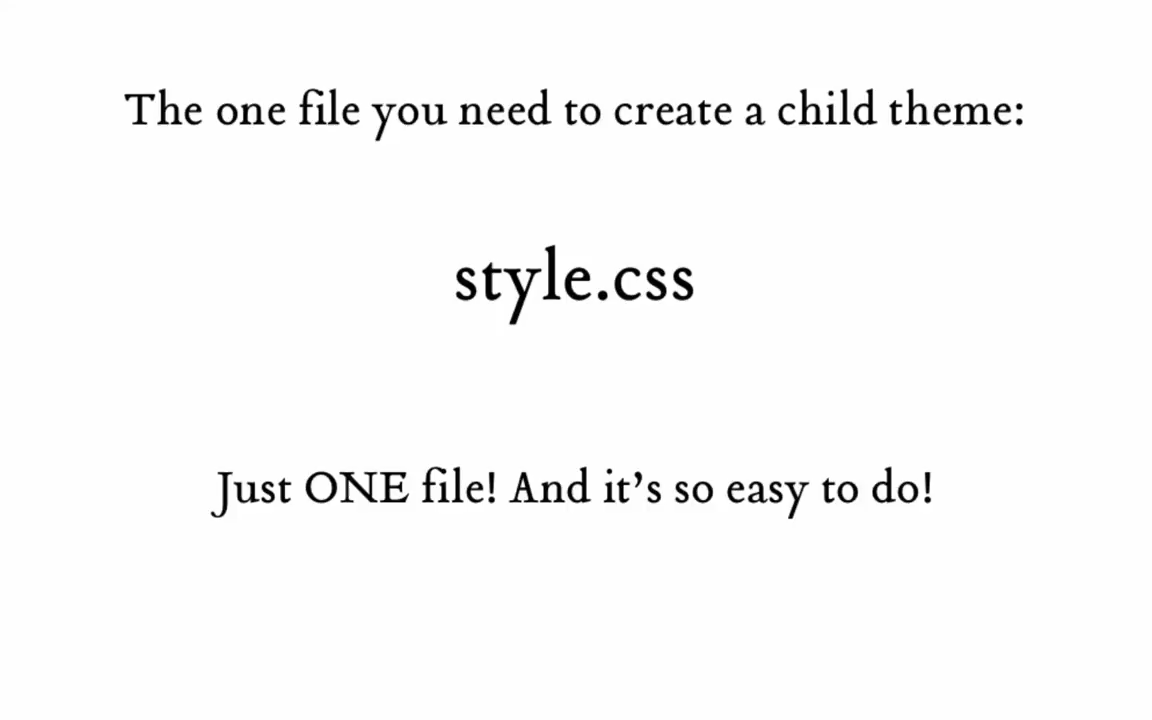 The one file you need to create a child theme:
style.css
Just ONE file! And it’s so easy to do!